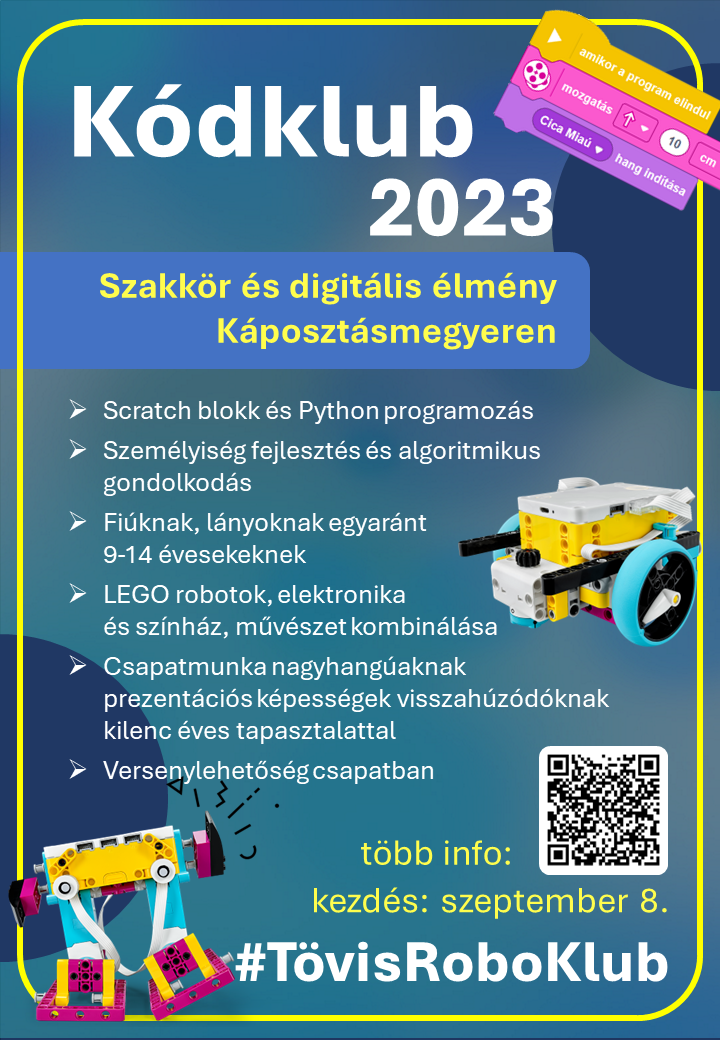 amikor a program elindul
mozgatás 10 cm
Cica Miaú hang indítása
Kódklub
2023
Szakkör és digitális élmény
Káposztásmegyeren
Scratch blokk és Python programozás
Személyiség fejlesztés és algoritmikus
gondolkodás
Fiúknak, lányoknak egyaránt
9-14 évesekeknek
LEGO robotok, elektronika
és színház, művészet kombinálása
Csapatmunka nagyhangúaknak
prezentációs képességek visszahúzódóknak
kilenc éves tapasztalattal
Versenylehetőség csapatban
több info:
kezdés: szeptember 8.
#TövisRoboKlub